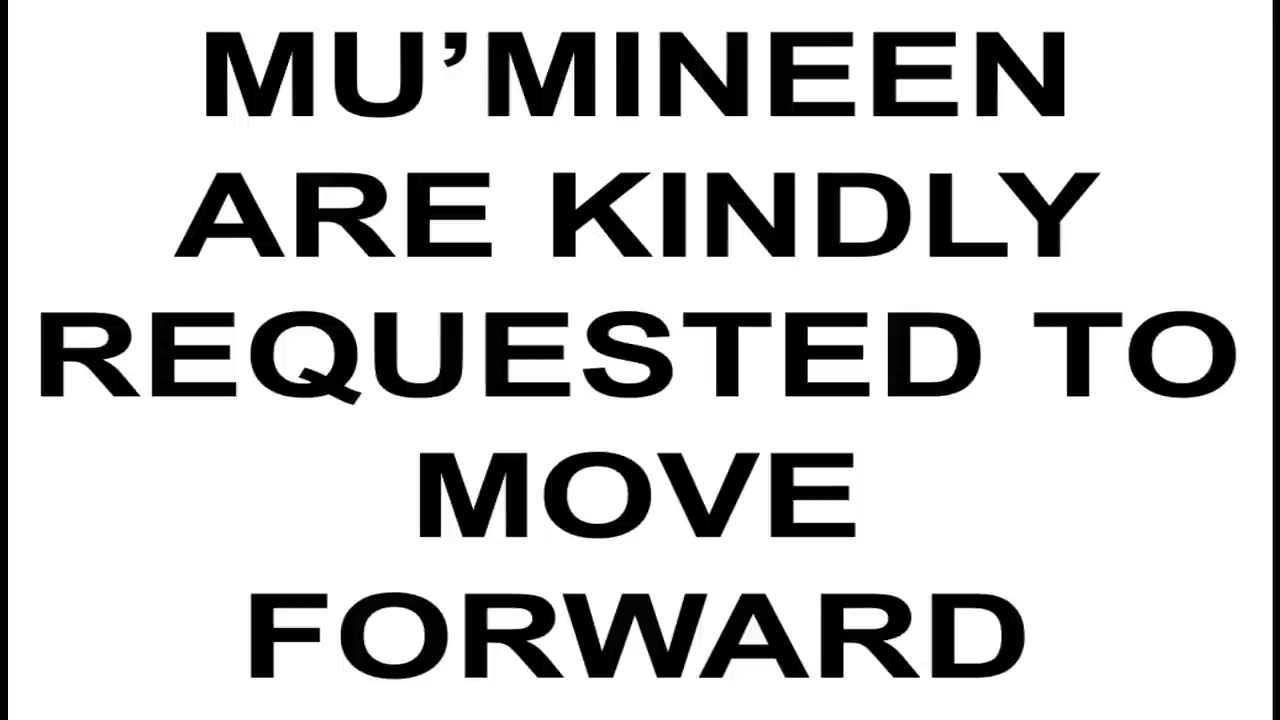 MU’MINEEN
ARE KINDLY
REQUESTED TO
MOVE
FORWARD